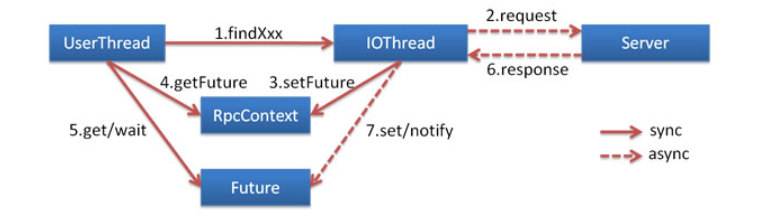 2.request
1.findXxx
UserThread
IOThread
Server
6.response
4.getFuture
3.setFuture
RpcContext
5.get/wait
7.set/notify
sync
async
Future